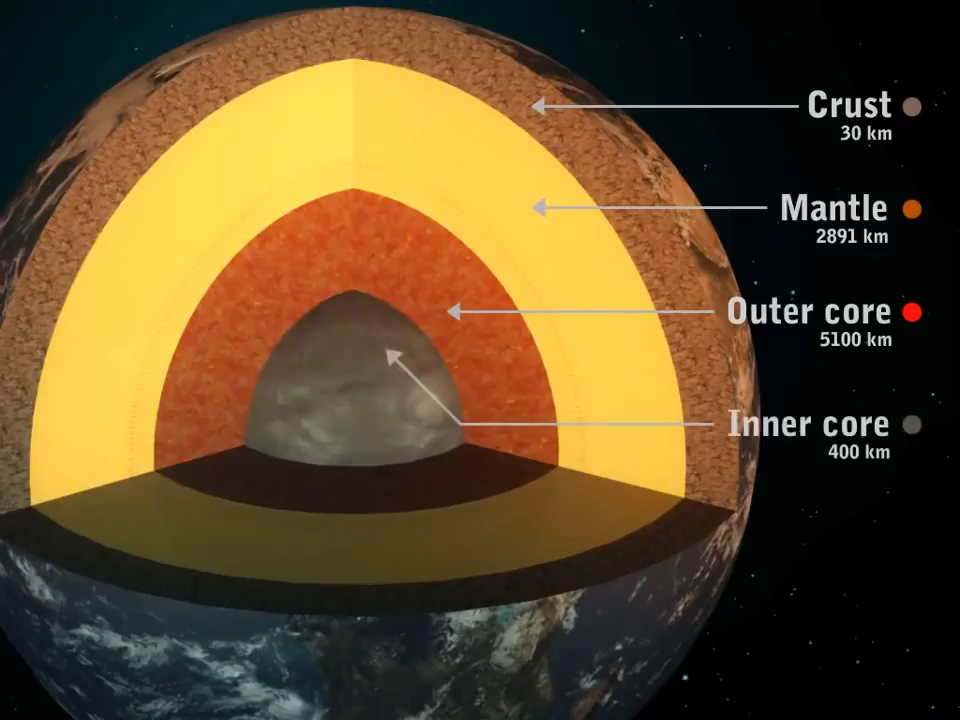 Crust
30 km
Mantle
2891 km
Outer core
5100 km
Inner core
400 km